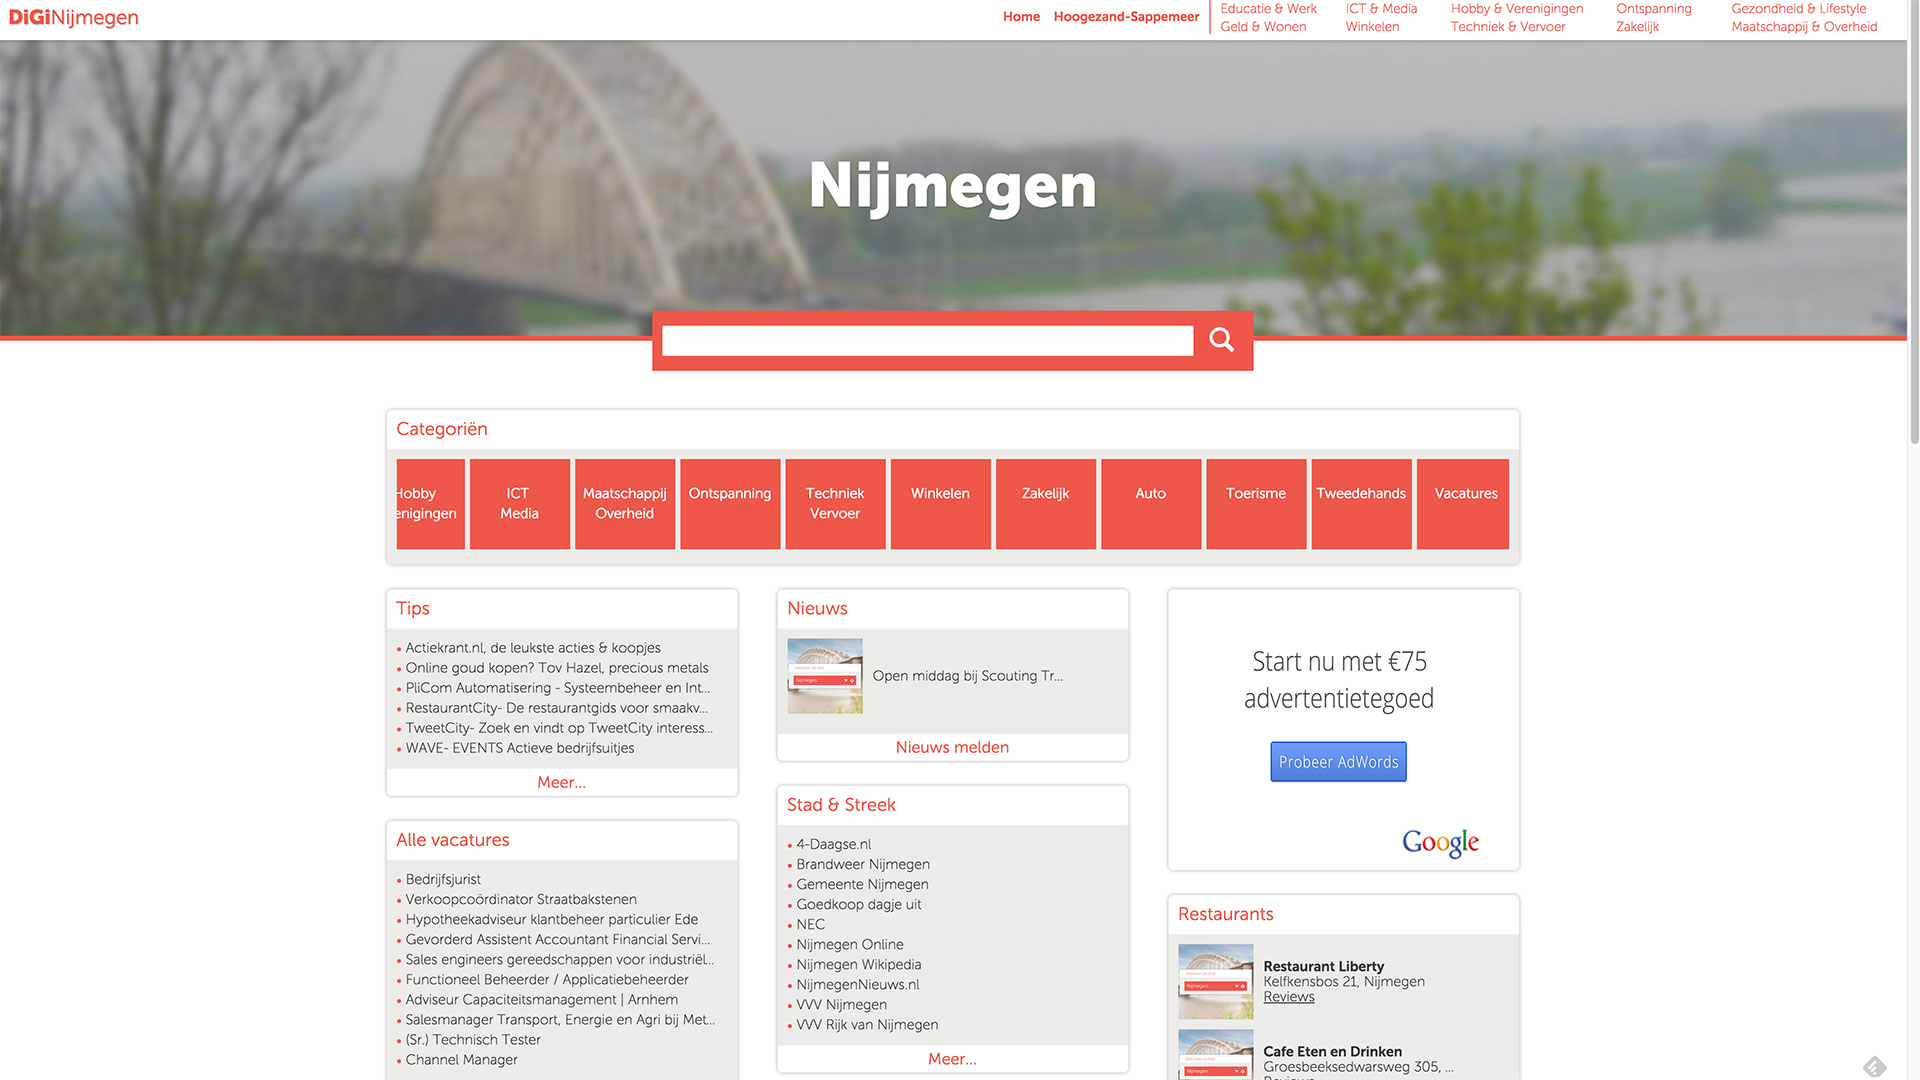 DiGiNijmegen
Home
Hoogezand-Sappemeer
Educatie & Werk
Geld & Wonen
ICT & Media
Winkelen
Hobby & Verenigingen
Techniek & Vervoer
Ontspanning
Zakelijk
Gezondheid & Lifestyle
Maatschappij & Overheid
Nijmegen
Categoriën
Hobby
enigingen
ICT
Media
Maatschappij
Overheid
Ontspanning
Techniek
Vervoer
Winkelen
Zakelijk
Auto
Toerisme
Tweedehands
Vacatures
Tips
Actiekrant.nl, de leukste acties & koopjes
Online goud kopen? Tov Hazel, precious metals
PliCom Automatisering - Systeembeheer en Int...
RestaurantCity- De restaurantgids voor smaakv...
TweetCity- Zoek en vindt op TweetCity interess...
WAVE- EVENTS Actieve bedrijfsuitjes
Meer...
Alle vacatures
Bedrijfsjurist
Verkoopcoördinator Straatbakstenen
Hypotheekadviseur klantbeheer particulier Ede
Gevorderd Assistent Accountant Financial Servi...
Sales engineers gereedschappen voor industriël...
Functioneel Beheerder / Applicatiebeheerder
Adviseur Capaciteitsmanagement | Arnhem
Salesmanager Transport, Energie en Agri bij Met...
(Sr.) Technisch Tester
Channel Manager
Nieuws
Nijmegen
Open middag bij Scouting Tr...
Nieuws melden
Stad & Streek
4-Daagse.nl
Brandweer Nijmegen
Gemeente Nijmegen
Goedkoop dagje uit
NEC
Nijmegen Online
Nijmegen Wikipedia
NijmegenNieuws.nl
VVV Nijmegen
VVV Rijk van Nijmegen
Meer...
Start nu met €75
advertentietegoed
Probeer AdWords
Google
Restaurants
Nijmegen
Restaurant Liberty
Kelfkensbos 21, Nijmegen
Reviews
Nijmegen
Cafe Eten en Drinken
Groesbeeksedwarsweg 305, ...
Reviews